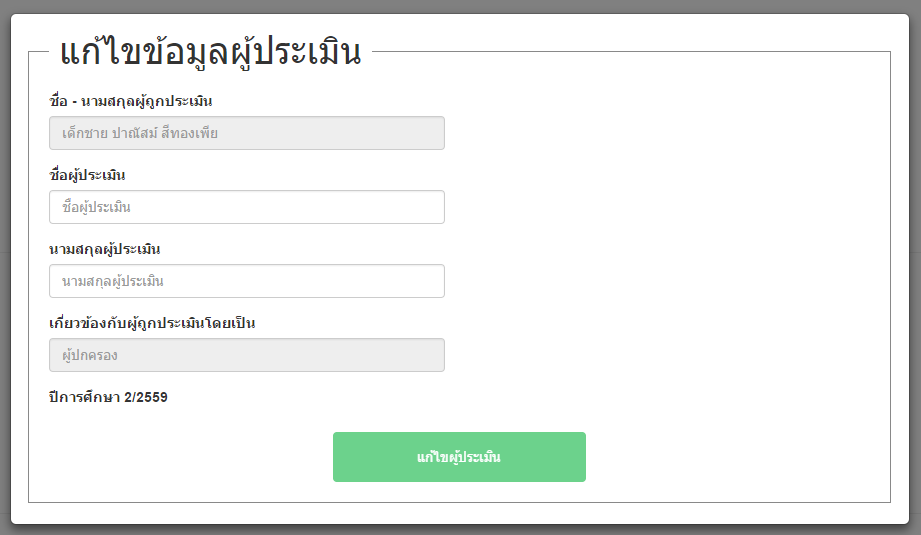 แก้ไขข้อมูลผู้ประเมิน
ชื่อ - นามสกุลผู้ถูกประเมิน
เด็กชาย ปาณัสม์ สีทองเพีย
ชื่อผู้ประเมิน
ชื่อผู้ประเมิน
นามสกุลผู้ประเมิน
นามสกุลผู้ประเมิน
เกี่ยวข้องกับผู้ถูกประเมินโดยเป็น
ผู้ปกครอง
ปีการศึกษา 2/2559
แก้ไขผู้ประเมิน